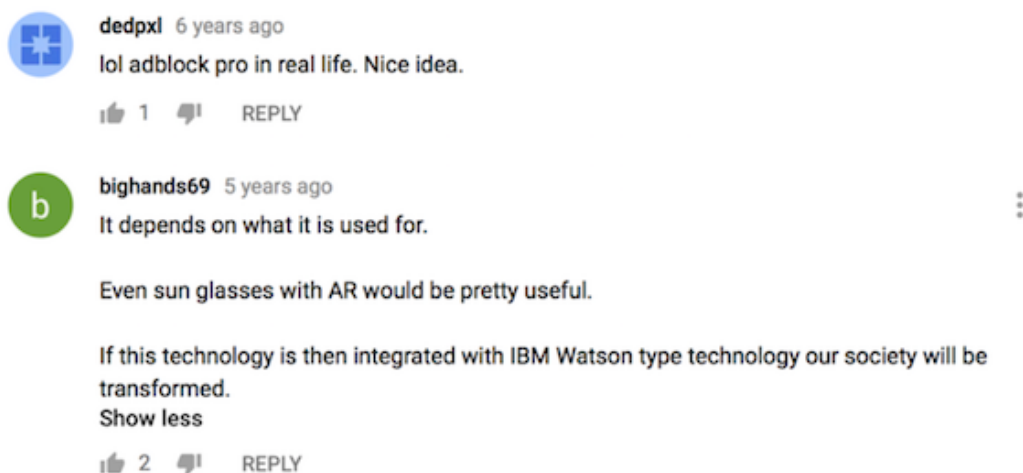 dedpxl 6 years ago
lol adblock pro in real life. Nice idea.
1 REPLY
b
bighands69 5 years ago
It depends on what it is used for.
Even sun glasses with AR would be pretty useful.
If this technology is then integrated with IBM Watson type technology our society will be
transformed.
Show less
2 REPLY